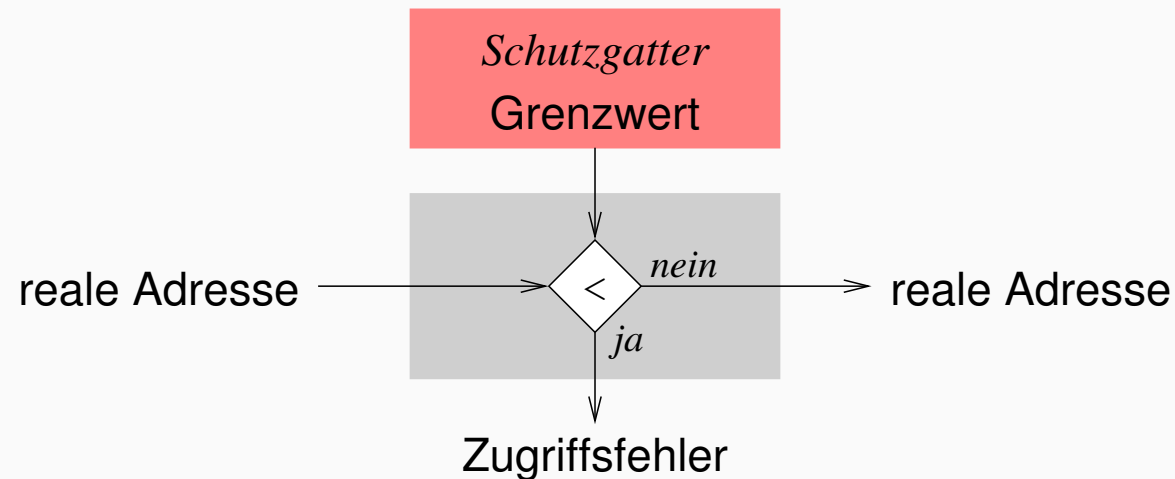 Schutzgatter
Grenzwert
reale Adresse
<
nein
reale Adresse
ja
Zugriffsfehler